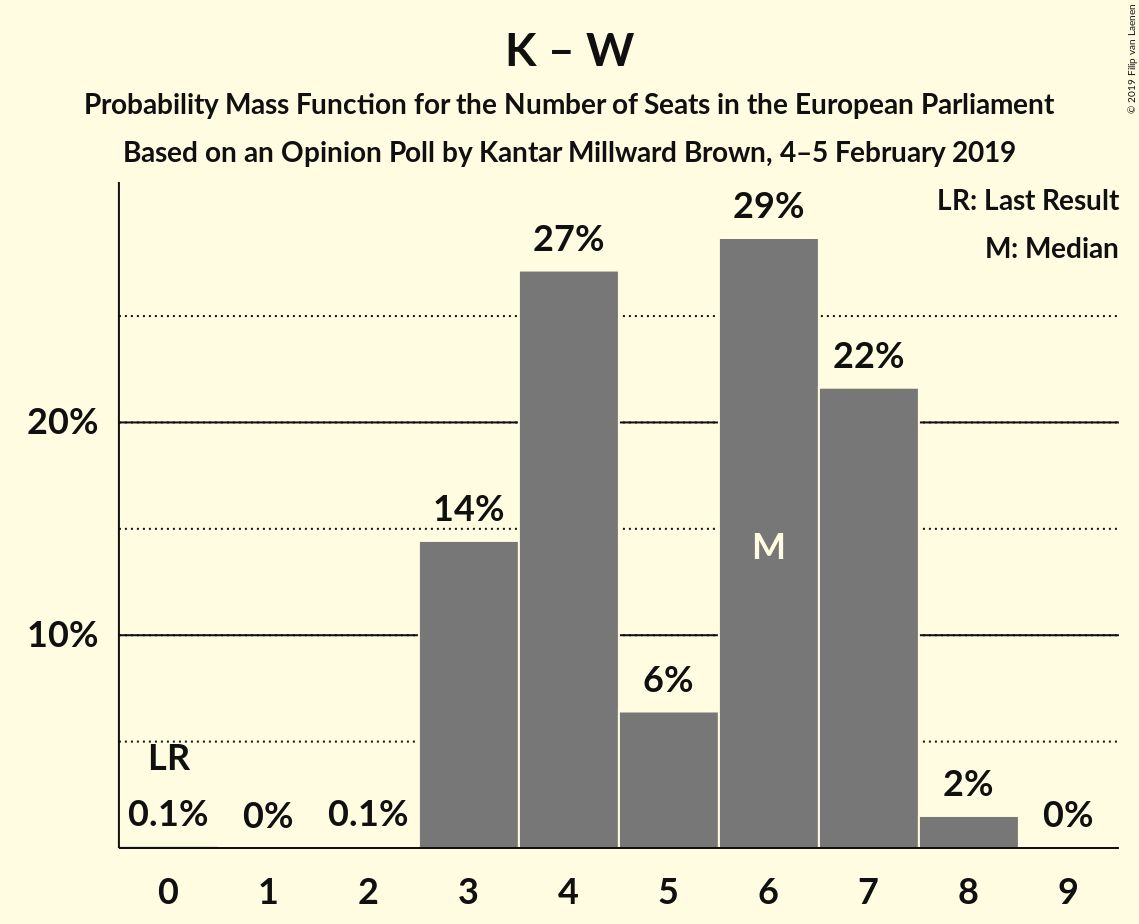 K – W
Probability Mass Function for the Number of Seats in the European Parliament
Based on an Opinion Poll by Kantar Millward Brown, 4–5 February 2019
© 2019 Filip van Laenen
LR: Last Result
M: Median
29%
27%
22%
20%
14%
M
10%
6%
LR
2%
0.1%
0%
0.1%
0%
0 1 2 3 4 5 6 7 8 9